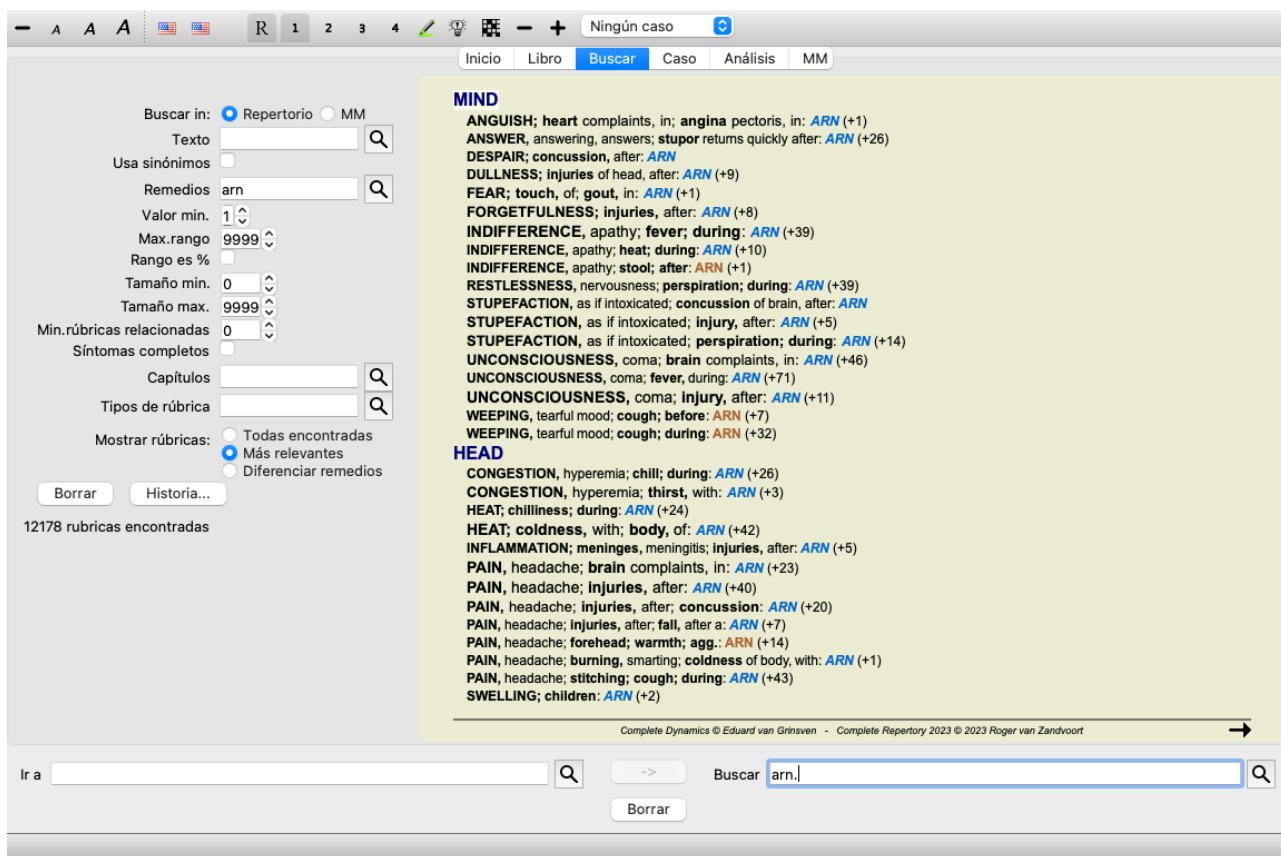 A A A R 1 2 3 4 Ningún caso
Inicio Libro Buscar Caso Análisis MM
Buscar in: Repertorio MM
Texto
Usa sinónimos
Remedios arn
Valor min. 1
Max.rango 9999
Rango es %
Tamaño min. 0
Tamaño max. 9999
Min.rúbricas relacionadas 0
Síntomas completos
Capítulos
Tipos de rúbrica
Mostrar rúbricas: Todas encontradas
Más relevantes
Diferenciar remedios
Borrar Historia...
12178 rubricas encontradas
MIND
ANGUISH; heart complaints, in; angina pectoris, in: ARN (+1)
ANSWER, answering, answers; stupor returns quickly after: ARN (+26)
DESPAIR; concussion, after: ARN
DULLNESS; injuries of head, after: ARN (+9)
FEAR; touch, of; gout, in: ARN (+1)
FORGETFULNESS; injuries, after: ARN (+8)
INDIFFERENCE, apathy; fever; during: ARN (+39)
INDIFFERENCE, apathy; heat; during: ARN (+10)
INDIFFERENCE, apathy; stool; after: ARN (+1)
RESTLESSNESS, nervousness; perspiration; during: ARN (+39)
STUPEFACTION, as if intoxicated; concussion of brain, after: ARN
STUPEFACTION, as if intoxicated; injury, after: ARN (+5)
STUPEFACTION, as if intoxicated; perspiration; during: ARN (+14)
UNCONSCIOUSNESS, coma; brain complaints, in: ARN (+46)
UNCONSCIOUSNESS, coma; fever, during: ARN (+71)
UNCONSCIOUSNESS, coma; injury, after: ARN (+11)
WEEPING, tearful mood; cough; before: ARN (+7)
WEEPING, tearful mood; cough; during: ARN (+32)
HEAD
CONGESTION, hyperemia; chill; during: ARN (+26)
CONGESTION, hyperemia; thirst, with: ARN (+3)
HEAT; chilliness; during: ARN (+24)
HEAT; coldness, with; body, of: ARN (+42)
INFLAMMATION; meninges, meningitis; injuries, after: ARN (+5)
PAIN, headache; brain complaints, in: ARN (+23)
PAIN, headache; injuries, after: ARN (+40)
PAIN, headache; injuries, after; concussion: ARN (+20)
PAIN, headache; injuries, after; fall, after a: ARN (+7)
PAIN, headache; forehead; warmth; agg.: ARN (+14)
PAIN, headache; burning, smarting; coldness of body, with: ARN (+1)
PAIN, headache; stitching; cough; during: ARN (+43)
SWELLING; children: ARN (+2)
Complete Dynamics © Eduard van Grinsven - Complete Repertory 2023 © 2023 Roger van Zandvoort
Ir a -> Buscar arn.
Borrar